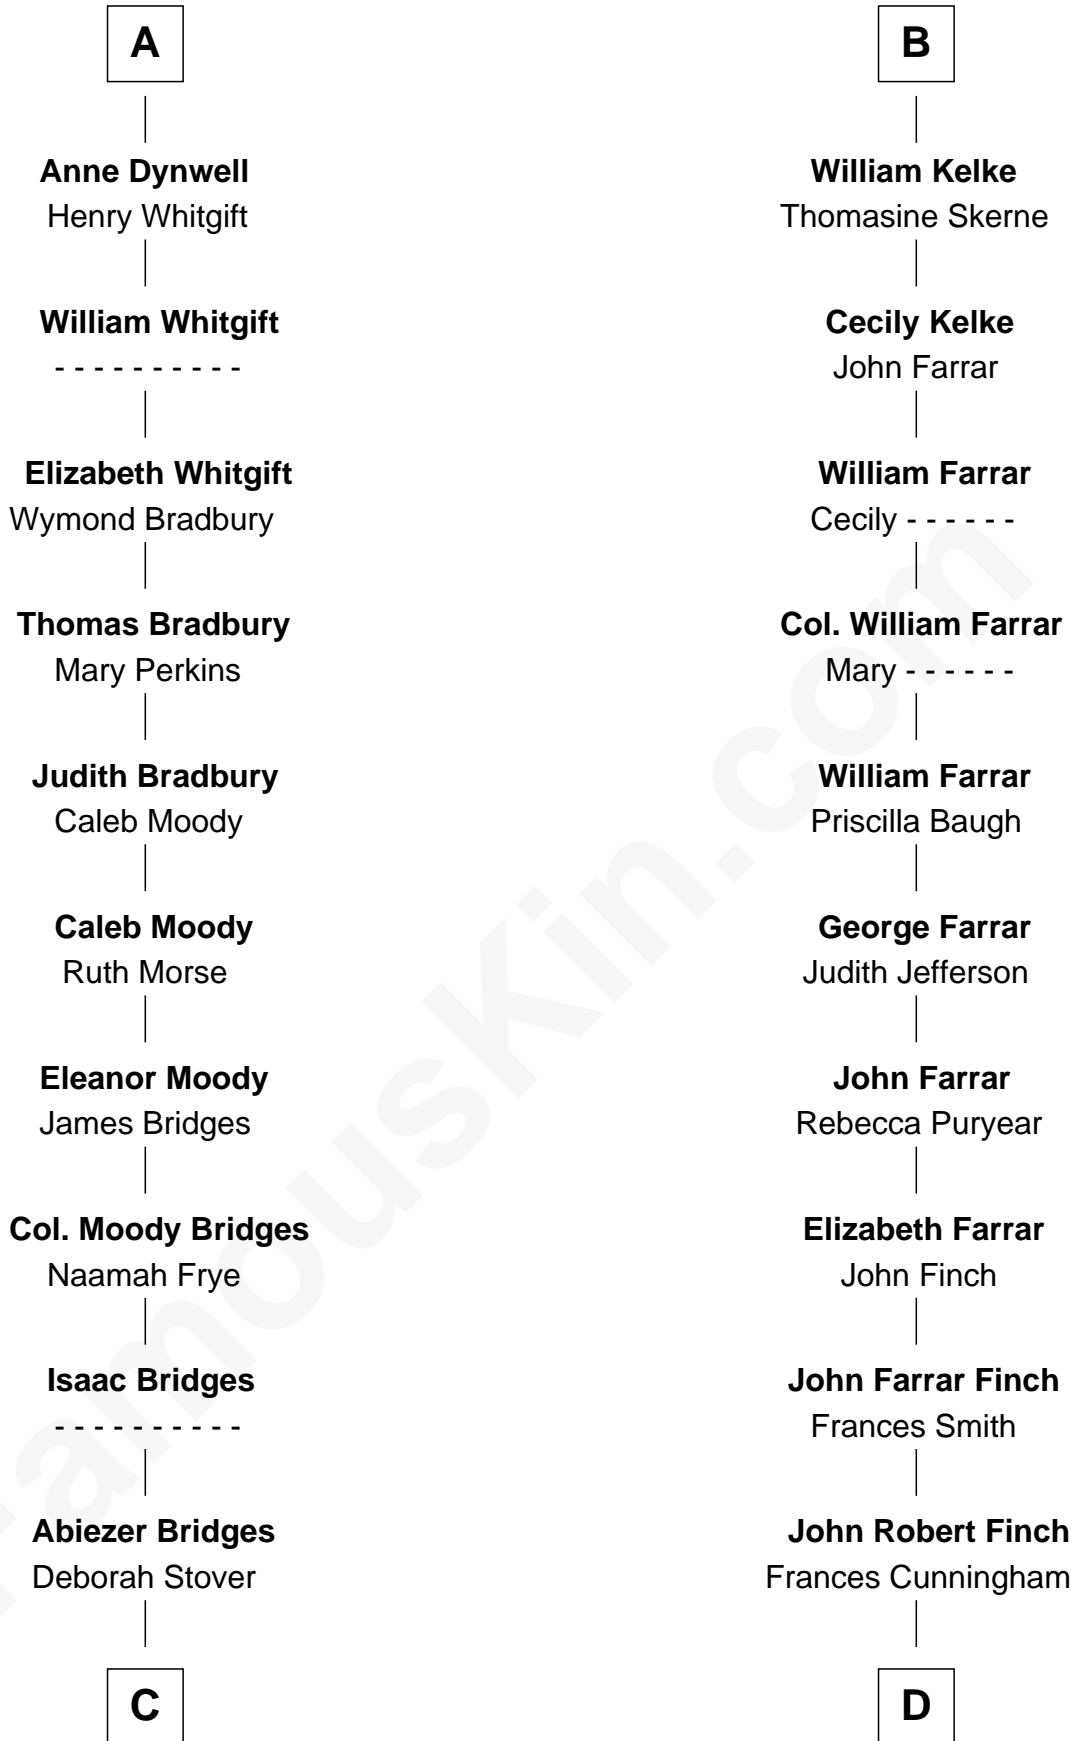 A
Anne Dynwell
Henry Whitgift
William Whitgift
- - - - - - - - - -
Elizabeth Whitgift
Wymond Bradbury
Thomas Bradbury
Mary Perkins
Judith Bradbury
Caleb Moody
Caleb Moody
Ruth Morse
Eleanor Moody
James Bridges
Col. Moody Bridges
Naamah Frye
Isaac Bridges
- - - - - - - - - -
Abiezer Bridges
Deborah Stover
C
B
William Kelke
Thomasine Skerne
Cecily Kelke
John Farrar
William Farrar
Cecily - - - - - -
Col. William Farrar
Mary - - - - - -
William Farrar
Priscilla Baugh
George Farrar
Judith Jefferson
John Farrar
Rebecca Puryear
Elizabeth Farrar
John Finch
John Farrar Finch
Frances Smith
John Robert Finch
Frances Cunningham
D
FamousKin.com